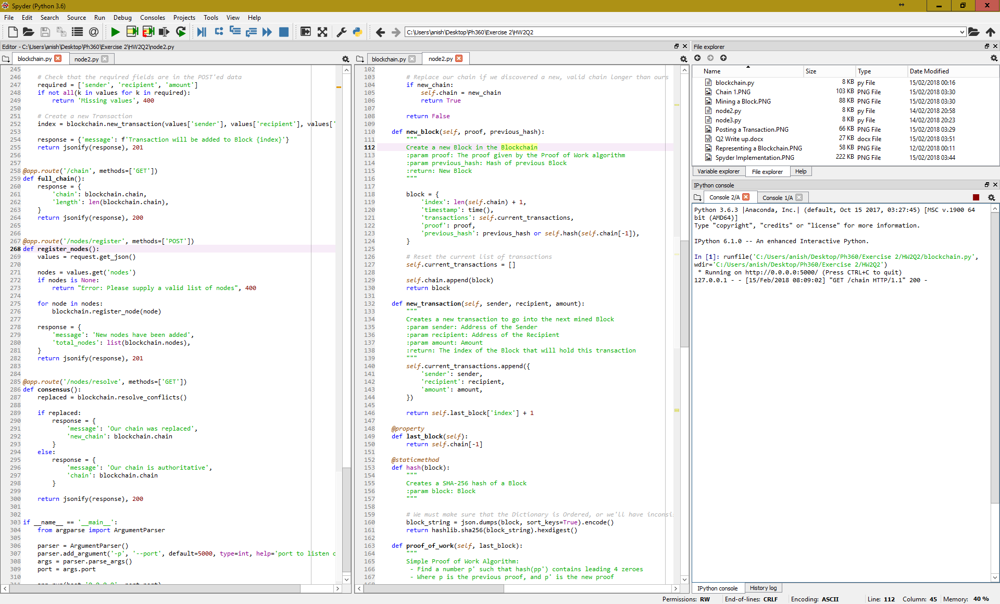 Spyder (Python 3.6)
File Edit Search Source Run Debug Consoles Projects Tools View Help
C:\Users\anish\Desktop\Ph360\Exercise 2\HW2Q2
Editor - C:\Users\anish\Desktop\Ph360\Exercise 2\HW2Q2\node2.py
blockchain.py node2.py
245
246 # Check that the required fields are in the POST'ed data
247 required = ['sender', 'recipient', 'amount']
248 if not all(k in values for k in required):
249 return 'Missing values', 400
250
251 # Create a new Transaction
252 index = blockchain.new_transaction(values['sender'], values['recipient'], values['
253
254 response = {'message': f'Transaction will be added to Block {index}'}
255 return jsonify(response), 201
256
257
258 @app.route('/chain', methods=['GET'])
259 def full_chain():
260 response = {
261 'chain': blockchain.chain,
262 'length': len(blockchain.chain),
263 }
264 return jsonify(response), 200
265
266
267 @app.route('/nodes/register', methods=['POST'])
268 def register_nodes():
269 values = request.get_json()
270
271 nodes = values.get('nodes')
272 if nodes is None:
273 return "Error: Please supply a valid list of nodes", 400
274
275 for node in nodes:
276 blockchain.register_node(node)
277
278 response = {
279 'message': 'New nodes have been added',
280 'total_nodes': list(blockchain.nodes),
281 }
282 return jsonify(response), 201
283
284
285 @app.route('/nodes/resolve', methods=['GET'])
286 def consensus():
287 replaced = blockchain.resolve_conflicts()
288
289 if replaced:
290 response = {
291 'message': 'Our chain was replaced',
292 'new_chain': blockchain.chain
293 }
294 else:
295 response = {
296 'message': 'Our chain is authoritative',
297 'chain': blockchain.chain
298 }
299
300 return jsonify(response), 200
301
302
303 if __name__ == '__main__':
304 from argparse import ArgumentParser
305
306 parser = ArgumentParser()
307 parser.add_argument('-p', '--port', default=5000, type=int, help='port to listen
308 args = parser.parse_args()
309 port = args.port
310
blockchain.py node2.py
102
103 # Replace our chain if we discovered a new, valid chain longer than ours
104 if new_chain:
105 self.chain = new_chain
106 return True
107
108 return False
109
110 def new_block(self, proof, previous_hash):
111 """
112 Create a new Block in the Blockchain
113 :param proof: The proof given by the Proof of Work algorithm
114 :param previous_hash: Hash of previous Block
115 :return: New Block
116 """
117
118 block = {
119 'index': len(self.chain) + 1,
120 'timestamp': time(),
121 'transactions': self.current_transactions,
122 'proof': proof,
123 'previous_hash': previous_hash or self.hash(self.chain[-1]),
124 }
125
126 # Reset the current list of transactions
127 self.current_transactions = []
128
129 self.chain.append(block)
130 return block
131
132 def new_transaction(self, sender, recipient, amount):
133 """
134 Creates a new transaction to go into the next mined Block
135 :param sender: Address of the Sender
136 :param recipient: Address of the Recipient
137 :param amount: Amount
138 :return: The index of the Block that will hold this transaction
139 """
140 self.current_transactions.append({
141 'sender': sender,
142 'recipient': recipient,
143 'amount': amount,
144 })
145
146 return self.last_block['index'] + 1
147
148 @property
149 def last_block(self):
150 return self.chain[-1]
151
152 @staticmethod
153 def hash(block):
154 """
155 Creates a SHA-256 hash of a Block
156 :param block: Block
157 """
158
159 # We must make sure that the Dictionary is Ordered, or we'll have inconsi
160 block_string = json.dumps(block, sort_keys=True).encode()
161 return hashlib.sha256(block_string).hexdigest()
162
163 def proof_of_work(self, last_block):
164 """
165 Simple Proof of Work Algorithm:
166 - Find a number p' such that hash(pp') contains leading 4 zeroes
167 - Where p is the previous proof, and p' is the new proof
File explorer
Name Size Type Date Modified
blockchain.py 8 KB py File 15/02/2018 00:16
Chain 1.PNG 103 KB PNG File 15/02/2018 03:30
Mining a Block.PNG 88 KB PNG File 15/02/2018 03:30
node2.py 8 KB py File 14/02/2018 20:58
node3.py 8 KB py File 14/02/2018 20:23
Posting a Transaction.PNG 66 KB PNG File 15/02/2018 03:29
Q2 Write up.docx 27 KB docx File 15/02/2018 03:51
Representing a Blockchain.PNG 58 KB PNG File 12/02/2018 00:11
Spyder Implementation.PNG 222 KB PNG File 15/02/2018 03:44
Variable explorer File explorer Help
IPython console
Console 2/A Console 1/A
Python 3.6.3 |Anaconda, Inc.| (default, Oct 15 2017, 03:27:45) [MSC v.1900 64
bit (AMD64)]
Type "copyright", "credits" or "license" for more information.
IPython 6.1.0 -- An enhanced Interactive Python.
In [1]: runfile('C:/Users/anish/Desktop/Ph360/Exercise 2/HW2Q2/blockchain.py',
wdir='C:/Users/anish/Desktop/Ph360/Exercise 2/HW2Q2')
* Running on http://0.0.0.0:5000/ (Press CTRL+C to quit)
127.0.0.1 - - [15/Feb/2018 08:09:02] "GET /chain HTTP/1.1" 200 -
IPython console History log
Permissions: RW End-of-lines: CRLF Encoding: ASCII Line: 112 Column: 45 Memory: 40 %